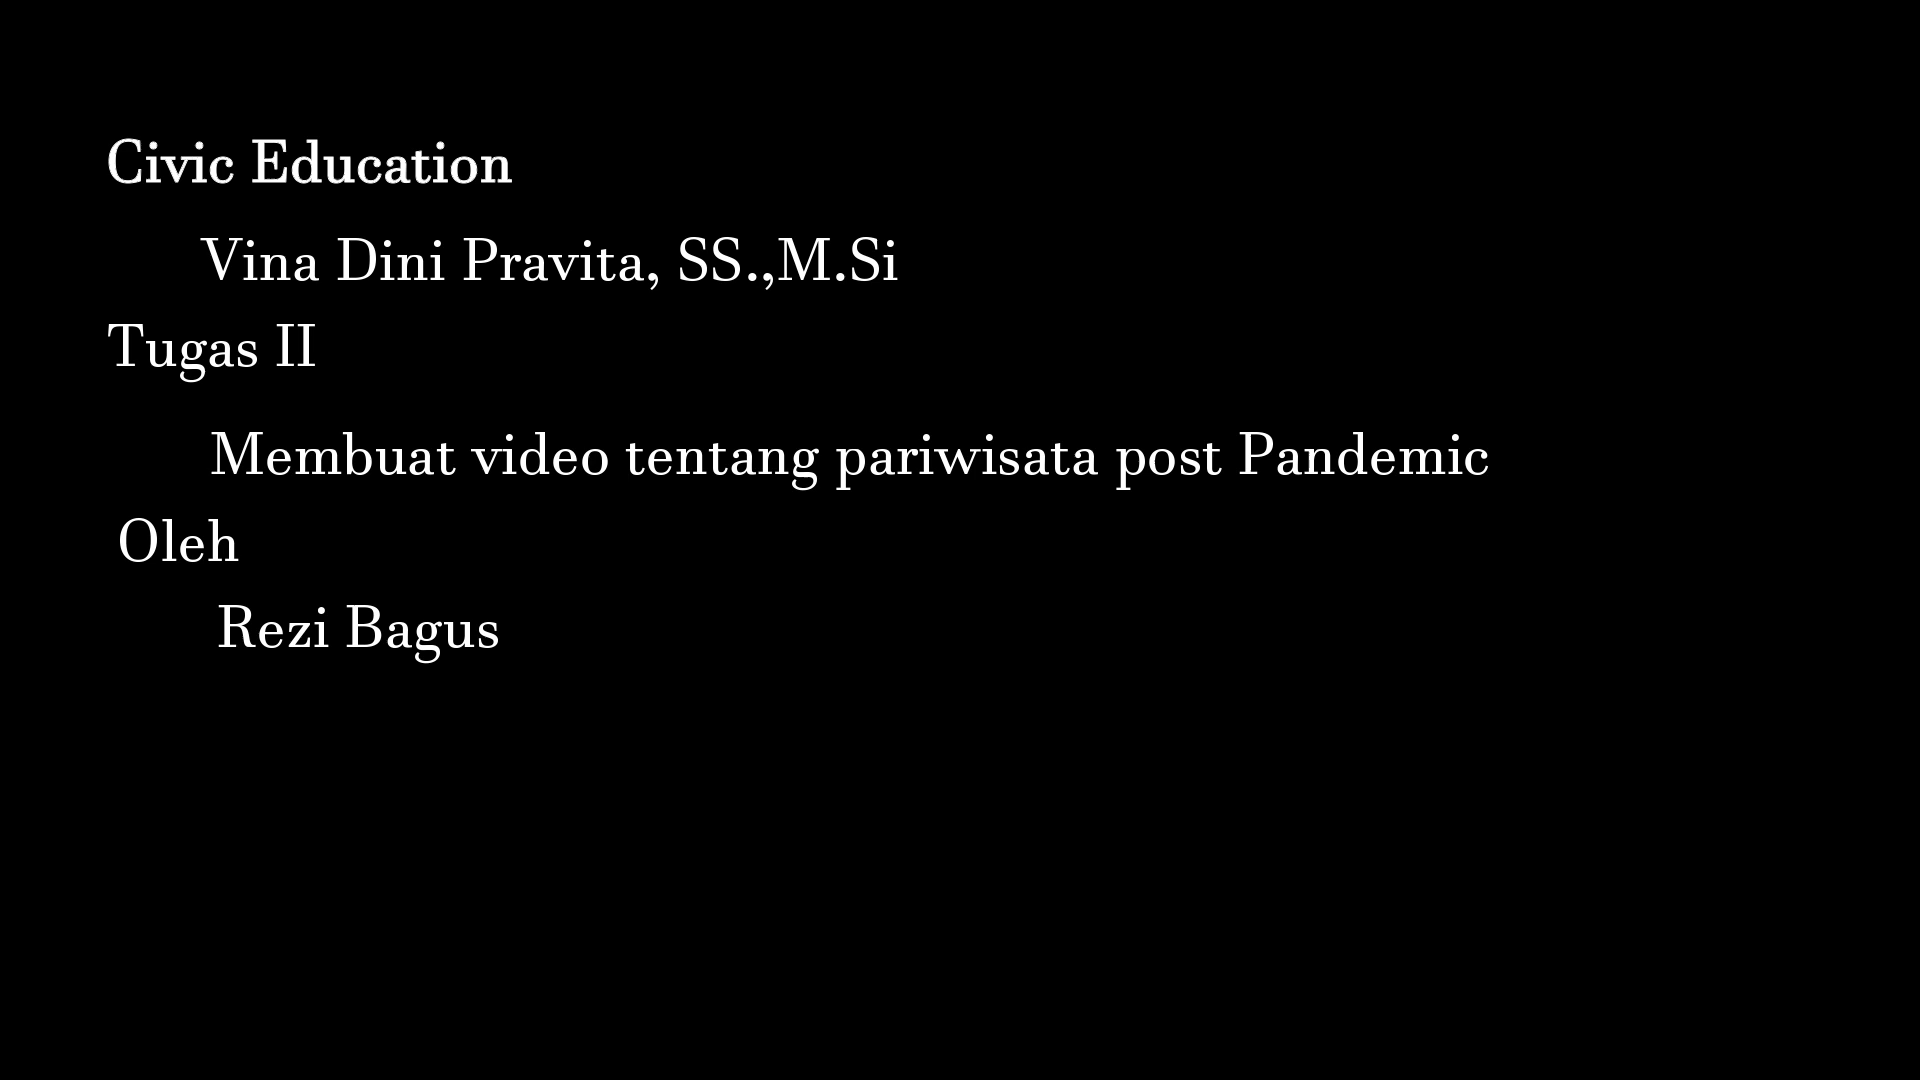 Civic Education
Vina Dini Pravita, SS.,M.Si
Tugas II
Membuat video tentang pariwisata post Pandemic
Oleh
Rezi Bagus